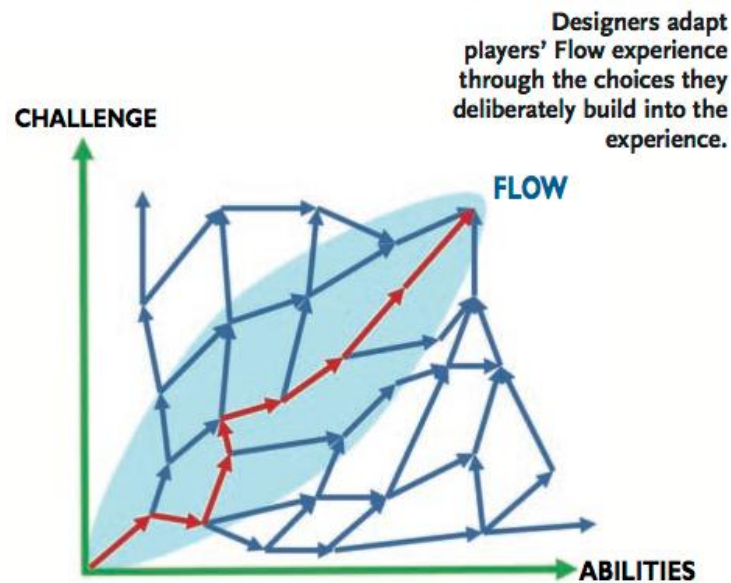 Designers adapt
players' Flow experience
through the choices they
deliberately build into the
experience.
CHALLENGE
FLOW
ABILITIES